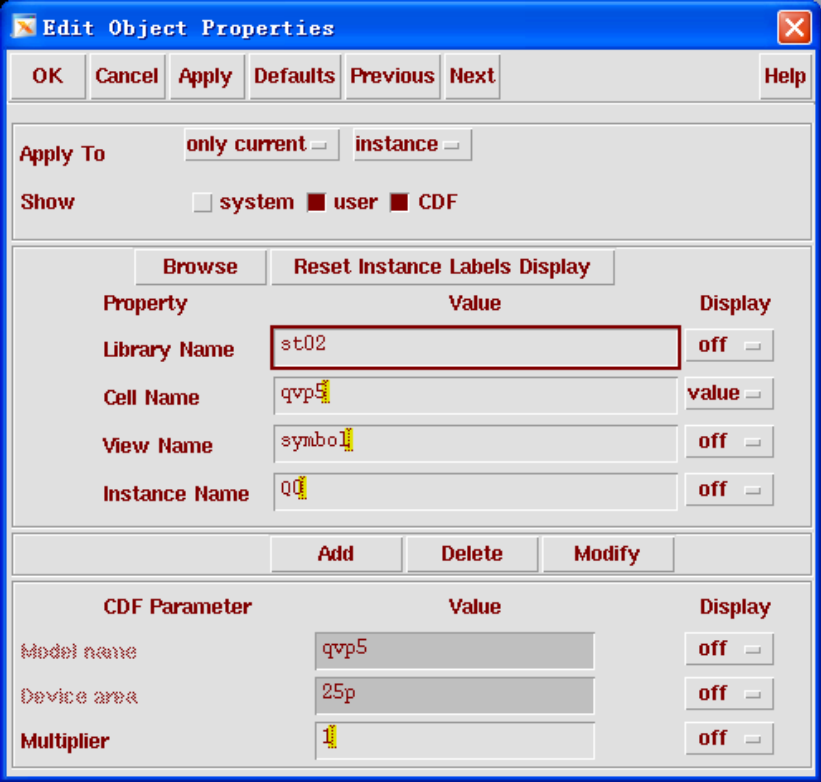 Edit Object Properties
OK Cancel Apply Defaults Previous Next Help
Apply To only current instance
Show system user CDF
Browse Reset Instance Labels Display
Property Value Display
Library Name st02 off
Cell Name qvp5 value
View Name symbol off
Instance Name Q0 off
Add Delete Modify
CDF Parameter Value Display
Model name qvp5 off
Device area 25p off
Multiplier 1 off